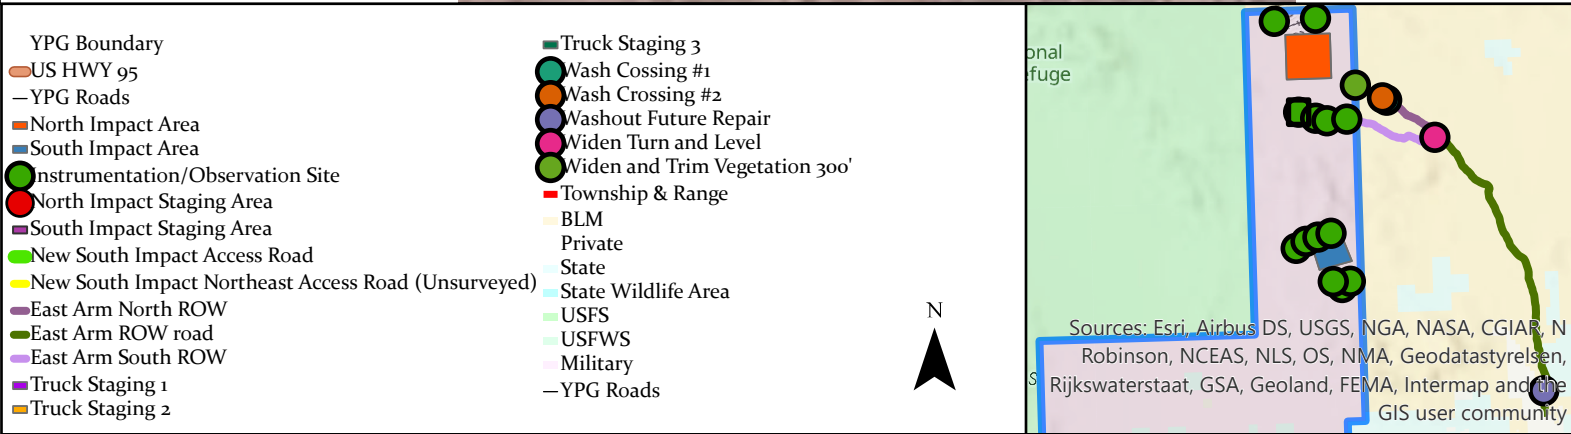 YPG Boundary
US HWY 95
YPG Roads
North Impact Area
South Impact Area
Instrumentation/Observation Site
North Impact Staging Area
South Impact Staging Area
New South Impact Access Road
New South Impact Northeast Access Road (Unsurveyed)
East Arm North ROW
East Arm ROW road
East Arm South ROW
Truck Staging 1
Truck Staging 2
Truck Staging 3
Wash Cossing #1
Wash Crossing #2
Washout Future Repair
Widen Turn and Level
Widen and Trim Vegetation 300'
Township & Range
BLM
Private
State
State Wildlife Area
USFS
USFWS
Military
YPG Roads
N
onal
efuge
Sources: Esri, Airbus DS, USGS, NGA, NASA, CGIAR, N
Robinson, NCEAS, NLS, OS, NMA, Geodatastyrelsen,
Rijkswaterstaat, GSA, Geoland, FEMA, Intermap and the
GIS user community